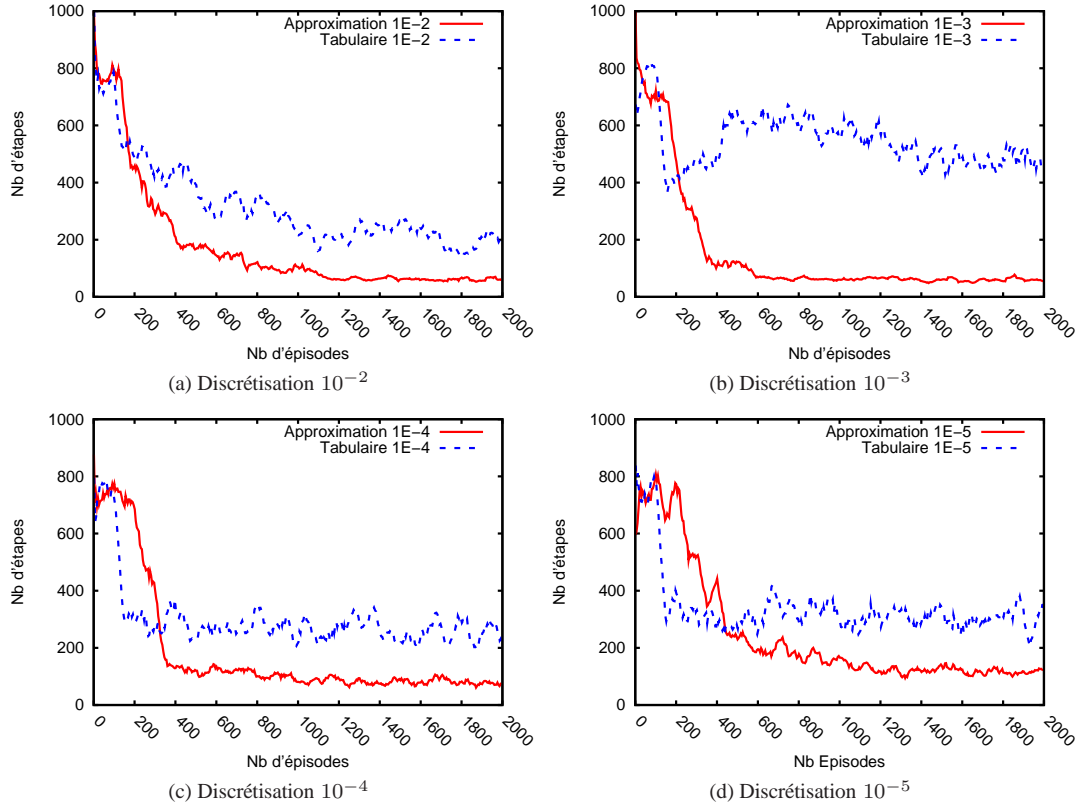 Nb d'étapes
1000
800
600
400
200
0
Approximation 1E−2
Tabulaire 1E−2
0 200 400 600 800 1000 1200 1400 1600 1800 2000
Nb d'épisodes
(a) Discrétisation 10⁻²
Nb d'étapes
1000
800
600
400
200
0
Approximation 1E−3
Tabulaire 1E−3
0 200 400 600 800 1000 1200 1400 1600 1800 2000
Nb d'épisodes
(b) Discrétisation 10⁻³
Nb d'étapes
1000
800
600
400
200
0
Approximation 1E−4
Tabulaire 1E−4
0 200 400 600 800 1000 1200 1400 1600 1800 2000
Nb d'épisodes
(c) Discrétisation 10⁻⁴
Nb d'étapes
1000
800
600
400
200
0
Approximation 1E−5
Tabulaire 1E−5
0 200 400 600 800 1000 1200 1400 1600 1800 2000
Nb Episodes
(d) Discrétisation 10⁻⁵